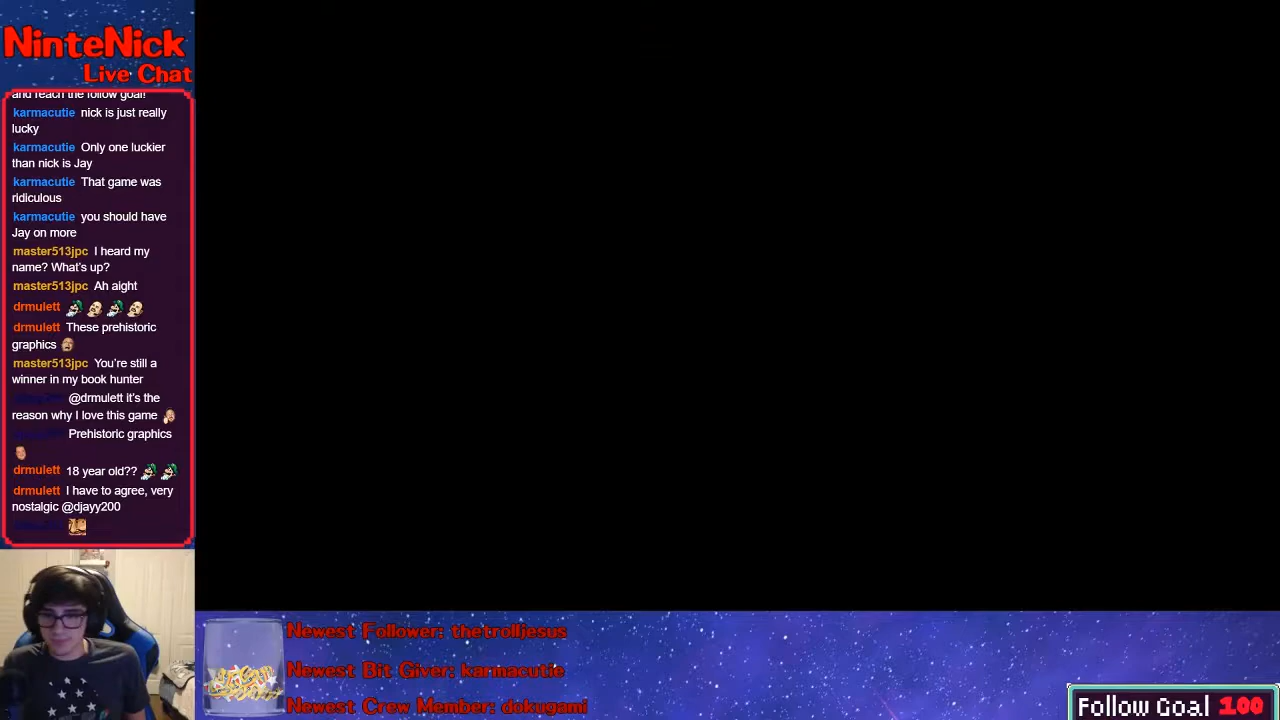 NinteNick
Live Chat
and reach the follow goal!
karmacutie nick is just really
lucky
karmacutie Only one luckier
than nick is Jay
karmacutie That game was
ridiculous
karmacutie you should have
Jay on more
master513jpc I heard my
name? What's up?
master513jpc Ah aight
drmulett
drmulett These prehistoric
graphics
master513jpc You're still a
winner in my book hunter
@drmulett it's the
reason why I love this game
Prehistoric graphics
drmulett 18 year old??
drmulett I have to agree, very
nostalgic @djayy200
Newest Follower: thetrolljesus
Newest Bit Giver: karmacutie
Newest Crew Member: dokugami
Follow Goal 100